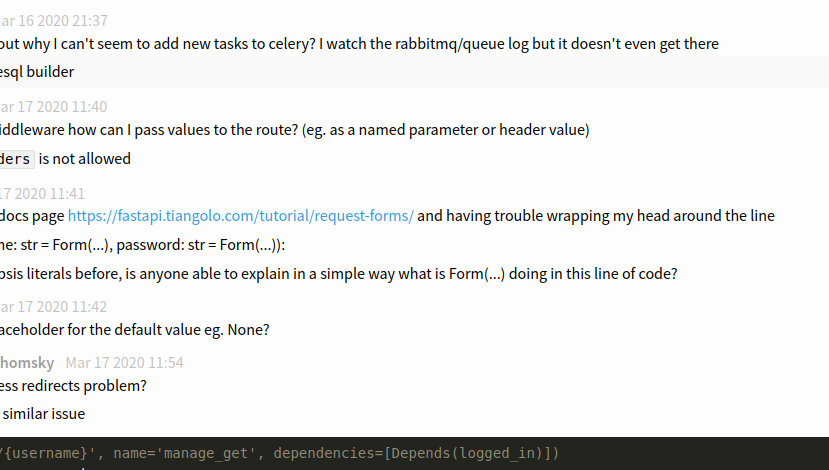 ar 16 2020 21:37
out why I can't seem to add new tasks to celery? I watch the rabbitmq/queue log but it doesn't even get there
esql builder
ar 17 2020 11:40
iddleware how can I pass values to the route? (eg. as a named parameter or header value)
ders is not allowed
17 2020 11:41
docs page https://fastapi.tiangolo.com/tutorial/request-forms/ and having trouble wrapping my head around the line
ne: str = Form(...), password: str = Form(...)):
psis literals before, is anyone able to explain in a simple way what is Form(...) doing in this line of code?
ar 17 2020 11:42
aceholder for the default value eg. None?
homsky Mar 17 2020 11:54
ess redirects problem?
similar issue
/{username}', name='manage_get', dependencies=[Depends(logged_in)])